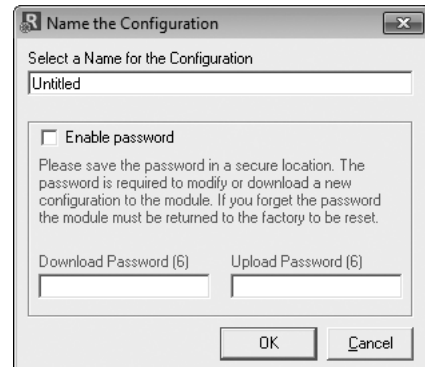 Name the Configuration
Select a Name for the Configuration
Untitled
Enable password
Please save the password in a secure location. The
password is required to modify or download a new
configuration to the module. If you forget the password
the module must be returned to the factory to be reset.
Download Password (6) Upload Password (6)
OK Cancel